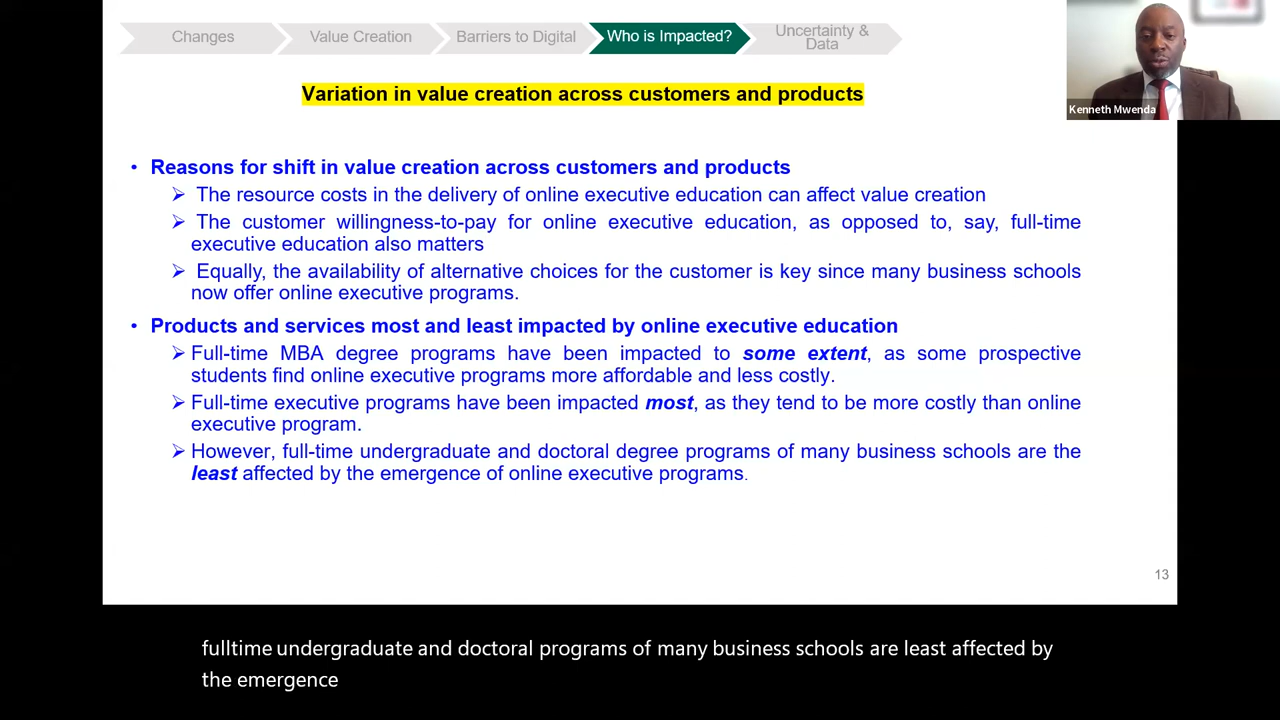 Changes
Value Creation
Barriers to Digital
Who is Impacted?
Uncertainty &
Data
Kenneth Mwenda
Variation in value creation across customers and products
• Reasons for shift in value creation across customers and products
➢ The resource costs in the delivery of online executive education can affect value creation
➢ The customer willingness-to-pay for online executive education, as opposed to, say, full-time
executive education also matters
➢ Equally, the availability of alternative choices for the customer is key since many business schools
now offer online executive programs.
• Products and services most and least impacted by online executive education
➢ Full-time MBA degree programs have been impacted to some extent, as some prospective
students find online executive programs more affordable and less costly.
➢ Full-time executive programs have been impacted most, as they tend to be more costly than online
executive program.
➢ However, full-time undergraduate and doctoral degree programs of many business schools are the
least affected by the emergence of online executive programs.
13
fulltime undergraduate and doctoral programs of many business schools are least affected by
the emergence